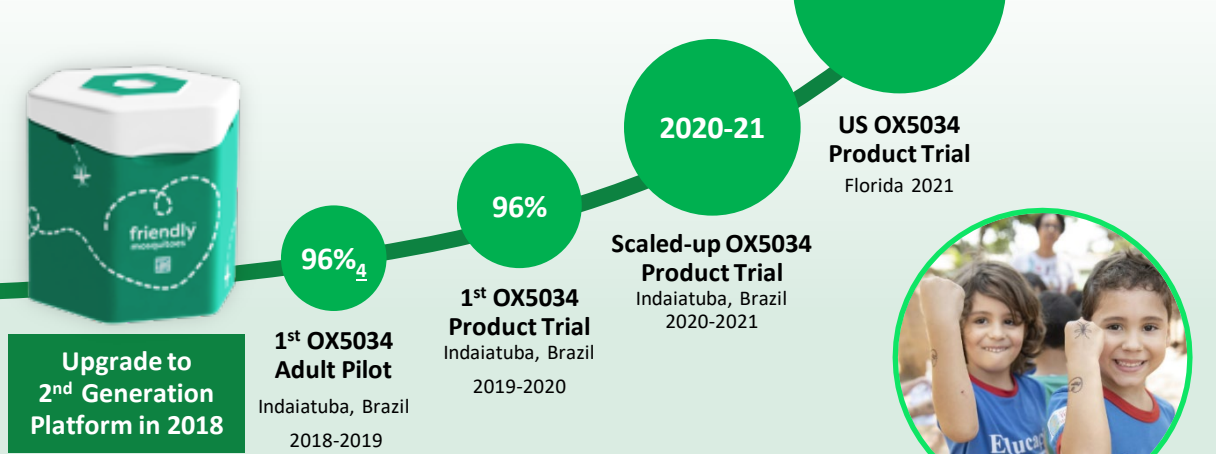 friendly
mosquitoes
Upgrade to
2nd Generation
Platform in 2018
96%4
1st OX5034
Adult Pilot
Indaiatuba, Brazil
2018-2019
96%
1st OX5034
Product Trial
Indaiatuba, Brazil
2019-2020
2020-21
Scaled-up OX5034
Product Trial
Indaiatuba, Brazil
2020-2021
US OX5034
Product Trial
Florida 2021